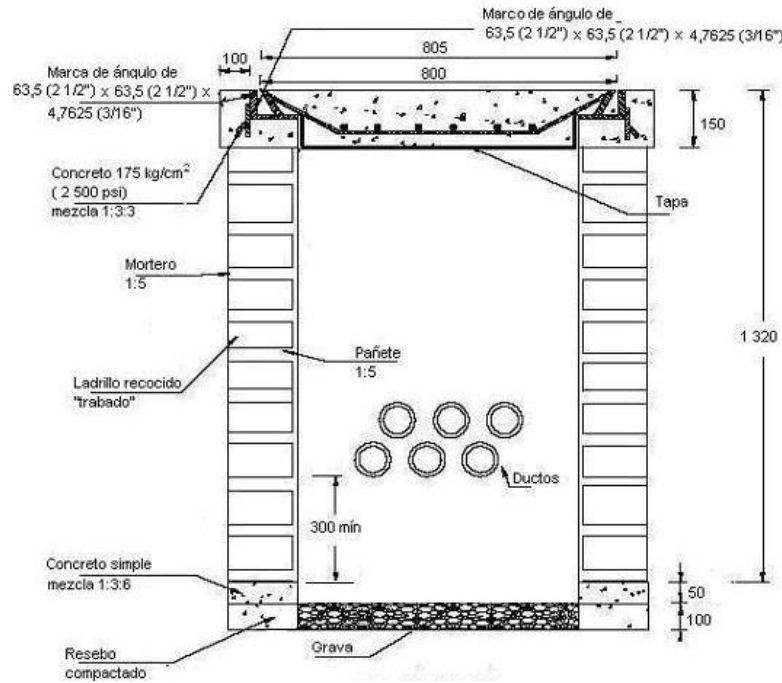 Marco de ángulo de
63,5 (2 1/2") x 63,5 (2 1/2") x 4,7625 (3/16")
100
805
800
Marca de ángulo de
63,5 (2 1/2") x 63,5 (2 1/2") x
4,7625 (3/16")
150
Concreto 175 kg/cm²
( 2 500 psi)
mezcla 1:3:3
Tapa
Mortero
1:5
1 320
Pañete
1:5
Ladrillo recocido
"trabado"
Ductos
300 mín
Concreto simple
mezcla 1:3:6
50
100
Grava
Resebo
compactado